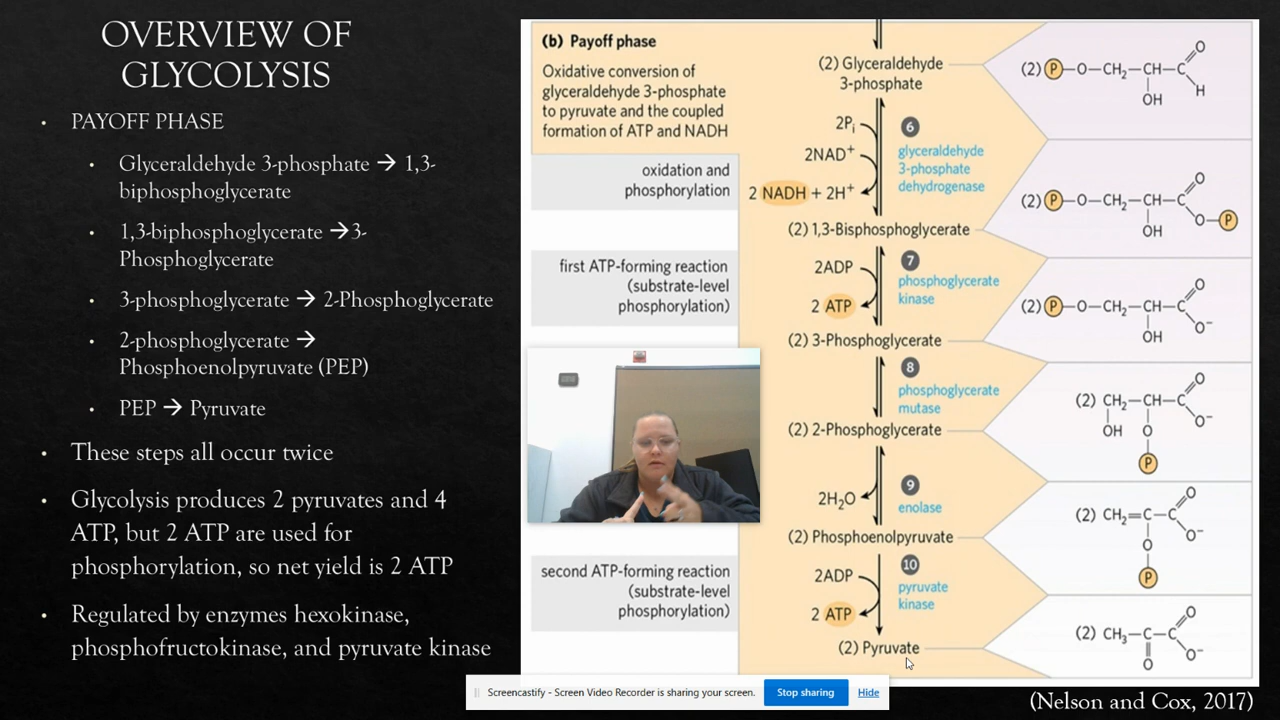 OVERVIEW OF
GLYCOLYSIS
• PAYOFF PHASE
• Glyceraldehyde 3-phosphate → 1,3-
biphosphoglycerate
• 1,3-biphosphoglycerate →3-
Phosphoglycerate
• 3-phosphoglycerate → 2-Phosphoglycerate
• 2-phosphoglycerate →
Phosphoenolpyruvate (PEP)
• PEP → Pyruvate
• These steps all occur twice
• Glycolysis produces 2 pyruvates and 4
ATP, but 2 ATP are used for
phosphorylation, so net yield is 2 ATP
• Regulated by enzymes hexokinase,
phosphofructokinase, and pyruvate kinase
(b) Payoff phase
Oxidative conversion of
glyceraldehyde 3-phosphate
to pyruvate and the coupled
formation of ATP and NADH
oxidation and
phosphorylation
first ATP-forming reaction
(substrate-level
phosphorylation)
second ATP-forming reaction
(substrate-level
phosphorylation)
(2) Glyceraldehyde
3-phosphate
2Pi
6
2NAD+
glyceraldehyde
3-phosphate
dehydrogenase
2 NADH + 2H+
(2) 1,3-Bisphosphoglycerate
2ADP
7
phosphoglycerate
kinase
2 ATP
(2) 3-Phosphoglycerate
8
phosphoglycerate
mutase
(2) 2-Phosphoglycerate
9
2H2O
enolase
(2) Phosphoenolpyruvate
10
2ADP
pyruvate
kinase
2 ATP
(2) Pyruvate
O
(2) P—O—CH2—CH—C
OH H
O
(2) P—O—CH2—CH—C
OH O—P
O
(2) P—O—CH2—CH—C
OH O−
O
(2) CH2—CH—C
OH O O−
P
O
(2) CH2=C—C
O O−
P
O
(2) CH3—C—C
O O−
Screencastify - Screen Video Recorder is sharing your screen.
Stop sharing
Hide
(Nelson and Cox, 2017)